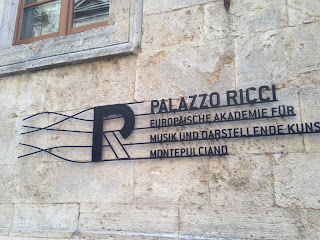 R
PALAZZO RICCI
EUROPÄISCHE AKADEMIE FÜR
MUSIK UND DARSTELLENDE KUNS
MONTEPULCIANO